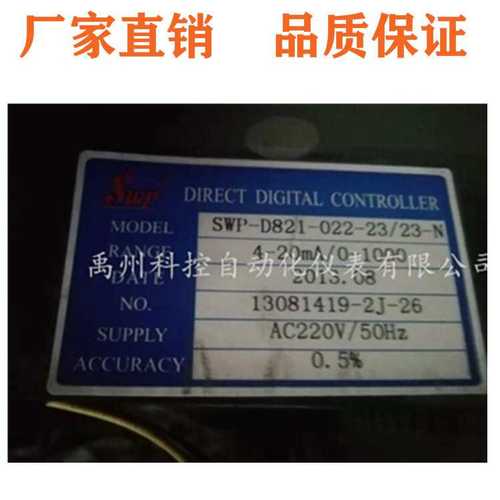 厂家直销 品质保证
Swp DIRECT DIGITAL CONTROLLER
MODEL SWP-D821-022-23/23-N
RANGE 4-20mA/0-1000
禹州科控自动化仪表有限公司
DATE 2013.08
NO. 13081419-2J-26
SUPPLY AC220V/50Hz
ACCURACY 0.5%